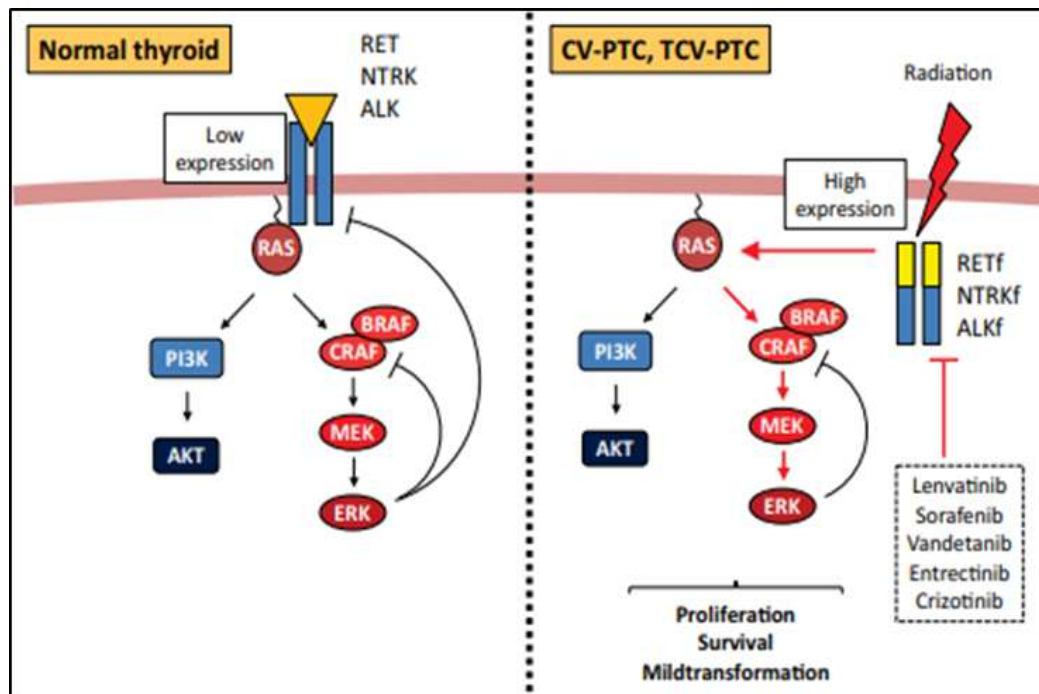 Normal thyroid
RET
NTRK
ALK
Low
expression
RAS
BRAF
CRAF
PI3K
MEK
AKT
ERK
CV-PTC, TCV-PTC
Radiation
High
expression
RAS
RETf
NTRKf
ALKf
BRAF
CRAF
PI3K
MEK
AKT
ERK
Lenvatinib
Sorafenib
Vandetanib
Entrectinib
Crizotinib
Proliferation
Survival
Mildtransformation